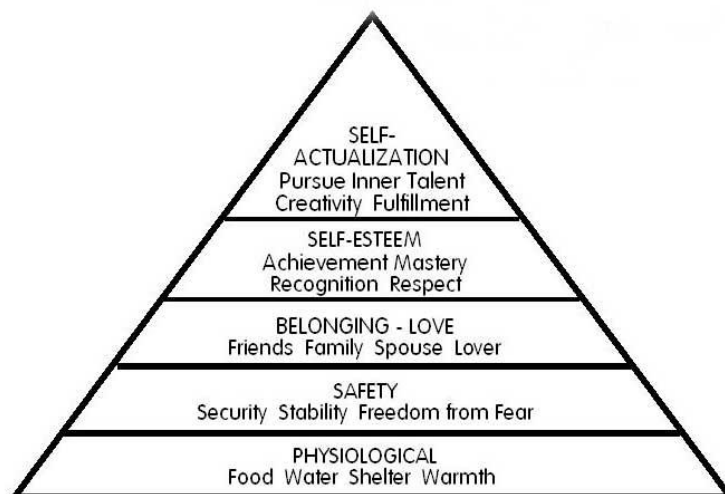 SELF-
ACTUALIZATION
Pursue Inner Talent
Creativity Fulfillment
SELF-ESTEEM
Achievement Mastery
Recognition Respect
BELONGING - LOVE
Friends Family Spouse Lover
SAFETY
Security Stability Freedom from Fear
PHYSIOLOGICAL
Food Water Shelter Warmth